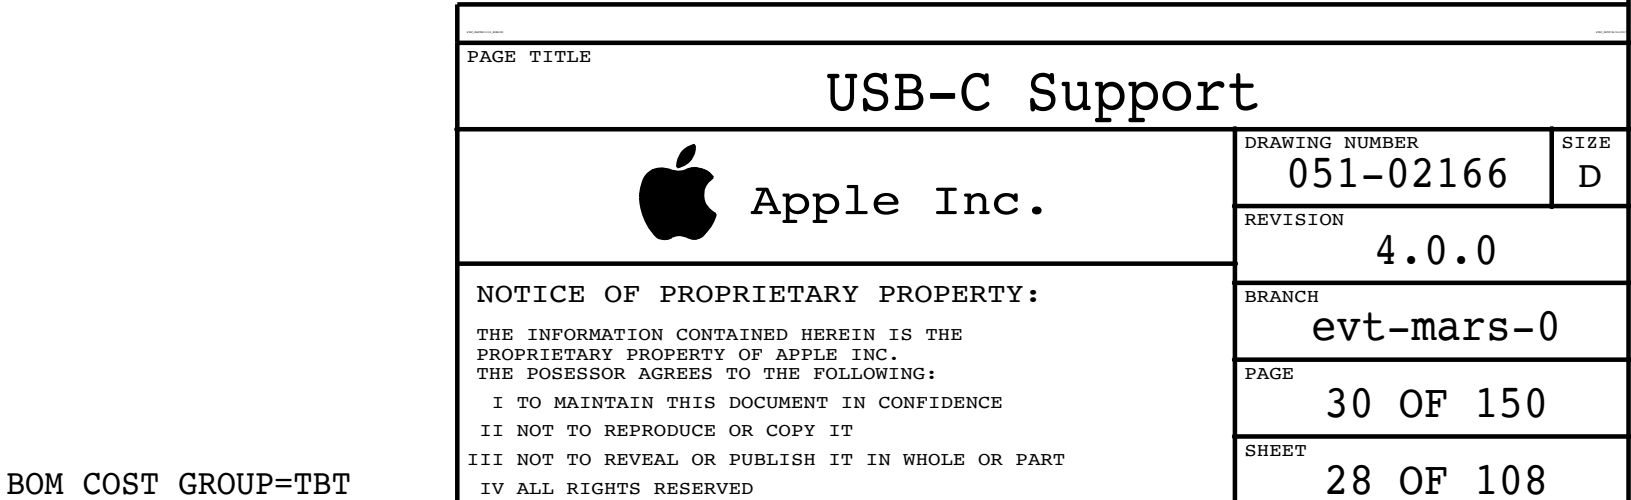 PAGE TITLE
USB-C Support
Apple Inc.
DRAWING NUMBER
051-02166
SIZE
D
REVISION
4.0.0
BRANCH
evt-mars-0
PAGE
30 OF 150
SHEET
28 OF 108
NOTICE OF PROPRIETARY PROPERTY:
THE INFORMATION CONTAINED HEREIN IS THE
PROPRIETARY PROPERTY OF APPLE INC.
THE POSESSOR AGREES TO THE FOLLOWING:
I TO MAINTAIN THIS DOCUMENT IN CONFIDENCE
II NOT TO REPRODUCE OR COPY IT
III NOT TO REVEAL OR PUBLISH IT IN WHOLE OR PART
IV ALL RIGHTS RESERVED
BOM COST GROUP=TBT